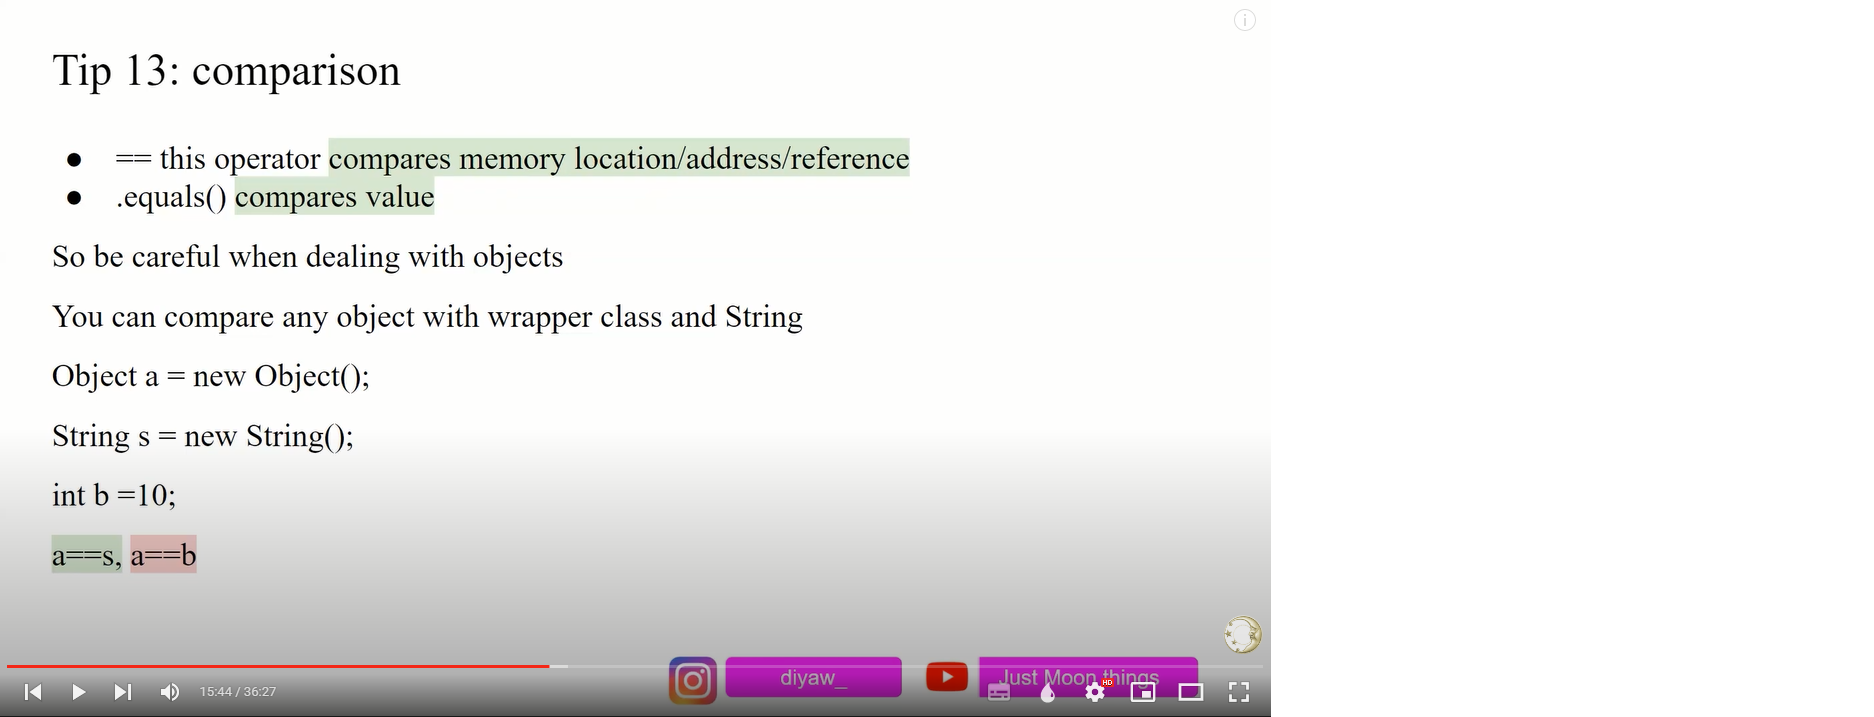 Tip 13: comparison
● == this operator compares memory location/address/reference
● .equals() compares value
So be careful when dealing with objects
You can compare any object with wrapper class and String
Object a = new Object();
String s = new String();
int b =10;
a==s, a==b
diyaw_
Just Moon things
HD
15:44 / 36:27